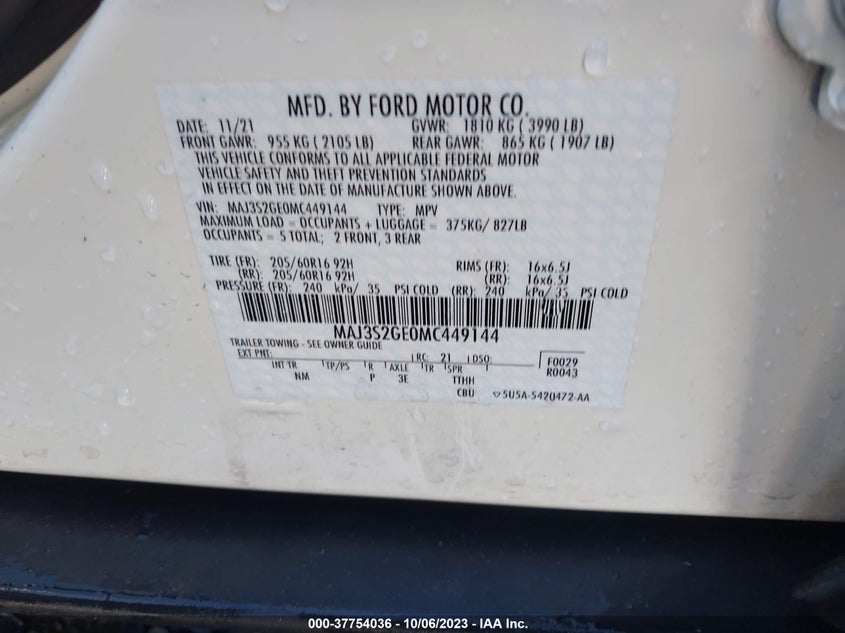 MFD. BY FORD MOTOR CO.
DATE: 11/21 GVWR: 1810 KG ( 3990 LB)
FRONT GAWR: 955 KG ( 2105 LB) REAR GAWR: 865 KG ( 1907 LB)
THIS VEHICLE CONFORMS TO ALL APPLICABLE FEDERAL MOTOR
VEHICLE SAFETY AND THEFT PREVENTION STANDARDS
IN EFFECT ON THE DATE OF MANUFACTURE SHOWN ABOVE.
VIN: MAJ3S2GE0MC449144 TYPE: MPV
MAXIMUM LOAD = OCCUPANTS + LUGGAGE = 375KG/ 827LB
OCCUPANTS = 5 TOTAL; 2 FRONT, 3 REAR
TIRE (FR): 205/60R16 92H RIMS (FR): 16x6.5J
(RR): 205/60R16 92H (RR): 16x6.5J
PRESSURE (FR): 240 kPa/ 35 PSI COLD (RR): 240 kPa/ 35 PSI COLD
MAJ3S2GE0MC449144
TRAILER TOWING - SEE OWNER GUIDE
EXT PNT: RC: 21 DSO: F0029
INT TR TP/PS R AXLE TR SPR R0043
NM P 3E TTHH
CBU 5U5A-5420472-AA
000-37754036 - 10/06/2023 - IAA Inc.